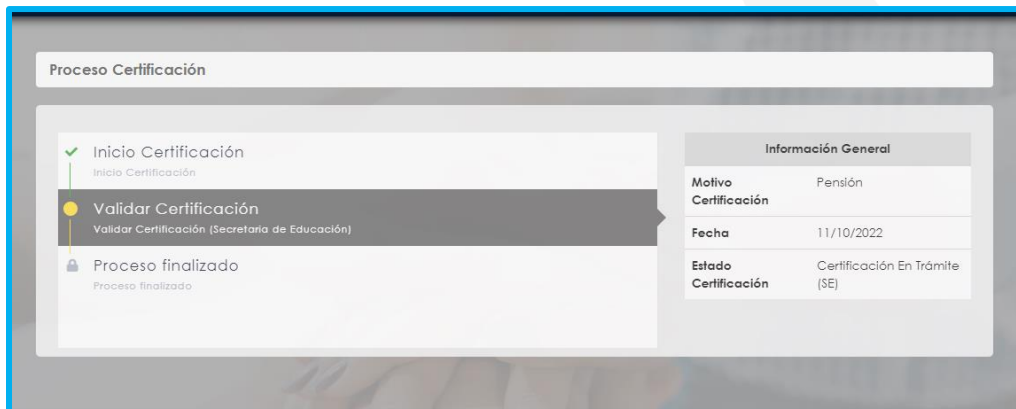 Proceso Certificación
Inicio Certificación
Inicio Certificación
Validar Certificación
Validar Certificación (Secretaria de Educación)
Proceso finalizado
Proceso finalizado
Información General
Motivo Certificación
Pensión
Fecha
11/10/2022
Estado Certificación
Certificación En Trámite (SE)